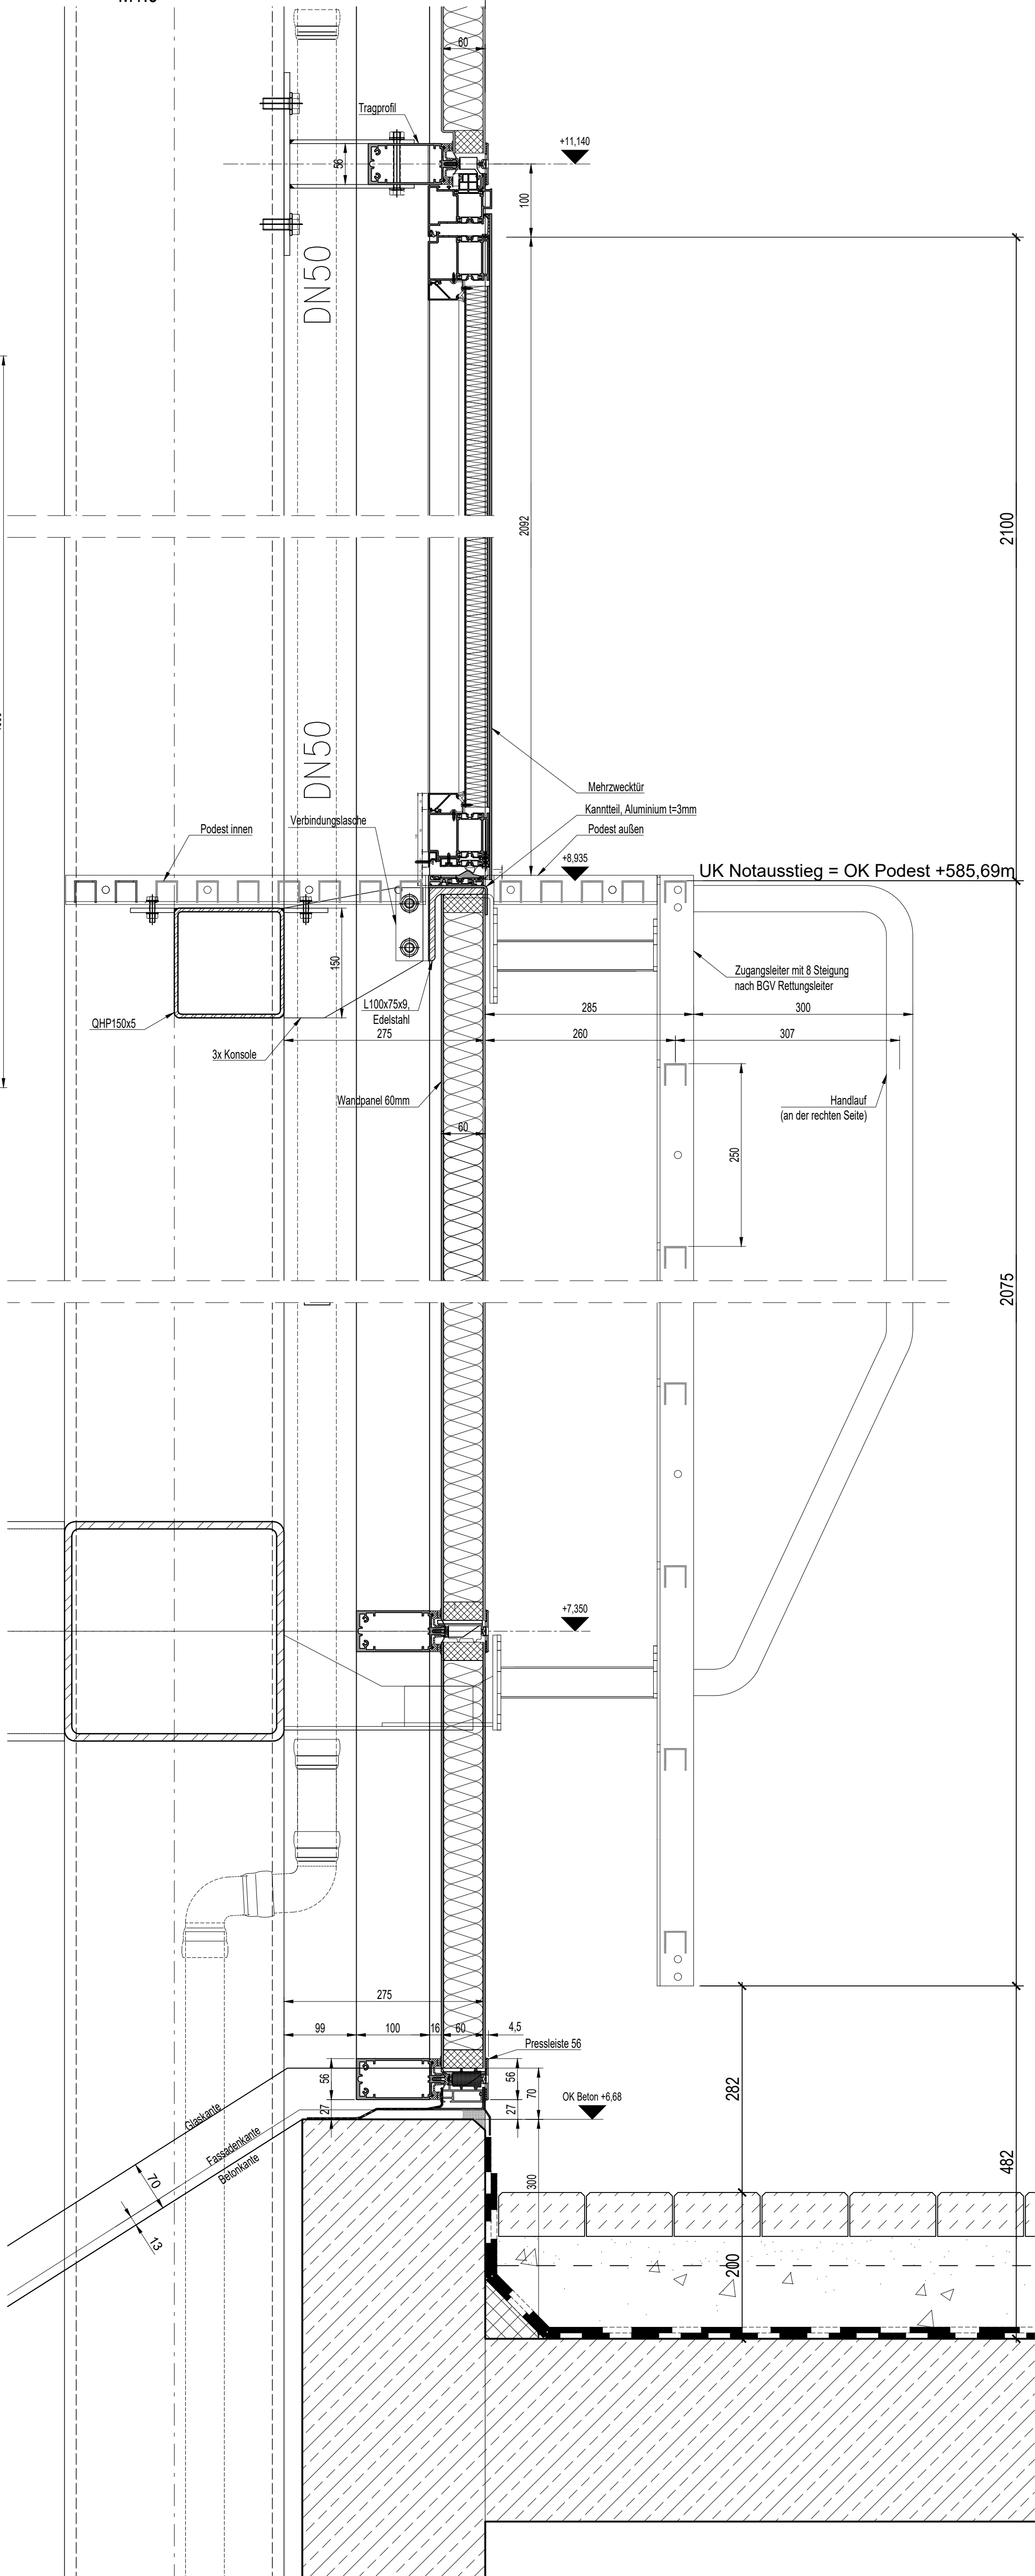 60
Tragprofil
+11,140
56
100
DN50
2092
2100
DN50
Mehrzwecktür
Kanntteil, Aluminium t=3mm
Verbindungslasche
Podest innen
Podest außen
+8,935
UK Notausstieg = OK Podest +585,69m
150
Zugangsleiter mit 8 Steigung
nach BGV Rettungsleiter
L100x75x9,
Edelstahl
285
300
QHP150x5
275
260
307
3x Konsole
Wandpanel 60mm
Handlauf
(an der rechten Seite)
60
250
2075
+7,350
275
99
100
16
60
4,5
Pressleiste 56
56
56
70
282
OK Beton +6,68
27
27
Glaskante
Fassadenkante
Betonkante
482
70
300
13
200